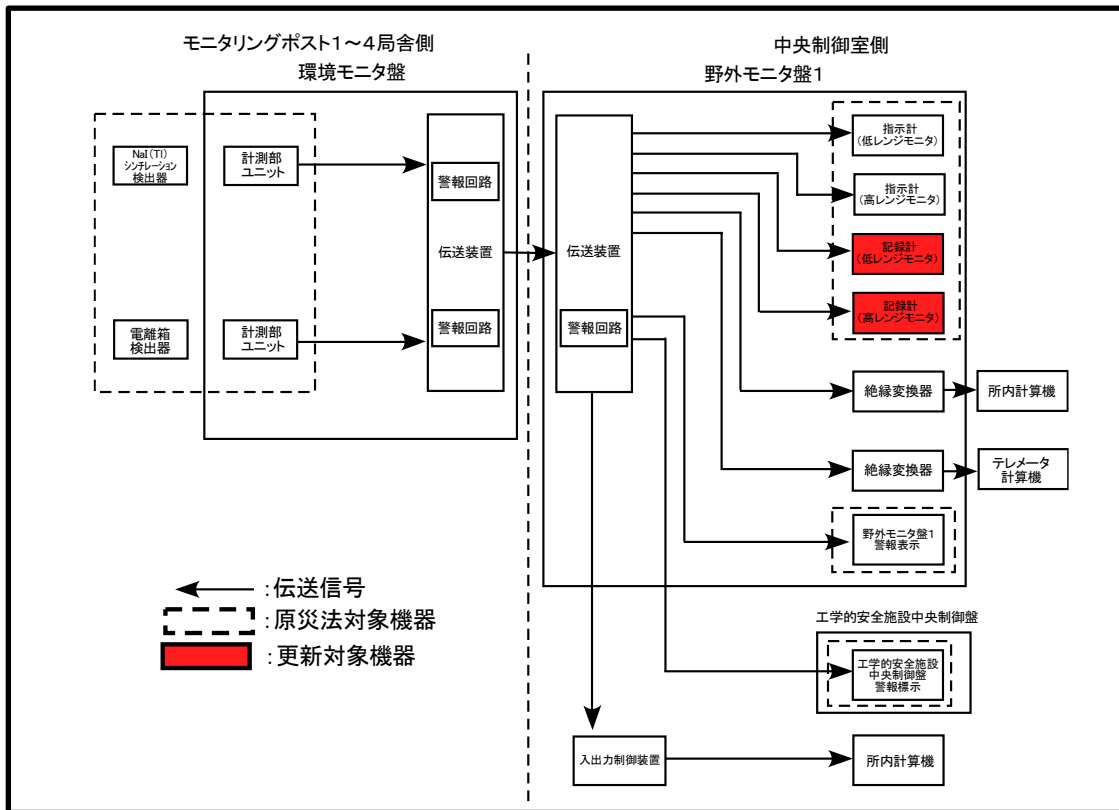 モニタリングポスト1～4局舎側
環境モニタ盤
中央制御室側
野外モニタ盤1
NaI(Tl)
シンチレーション
検出器
計測部
ユニット
警報回路
伝送装置
電離箱
検出器
計測部
ユニット
警報回路
伝送装置
警報回路
指示計
(低レンジモニタ)
指示計
(高レンジモニタ)
記録計
(低レンジモニタ)
記録計
(高レンジモニタ)
絶縁変換器
所内計算機
絶縁変換器
テレメータ
計算機
野外モニタ盤1
警報表示
工学的安全施設中央制御盤
工学的安全施設
中央制御盤
警報標示
入出力制御装置
所内計算機
：伝送信号
：原災法対象機器
：更新対象機器